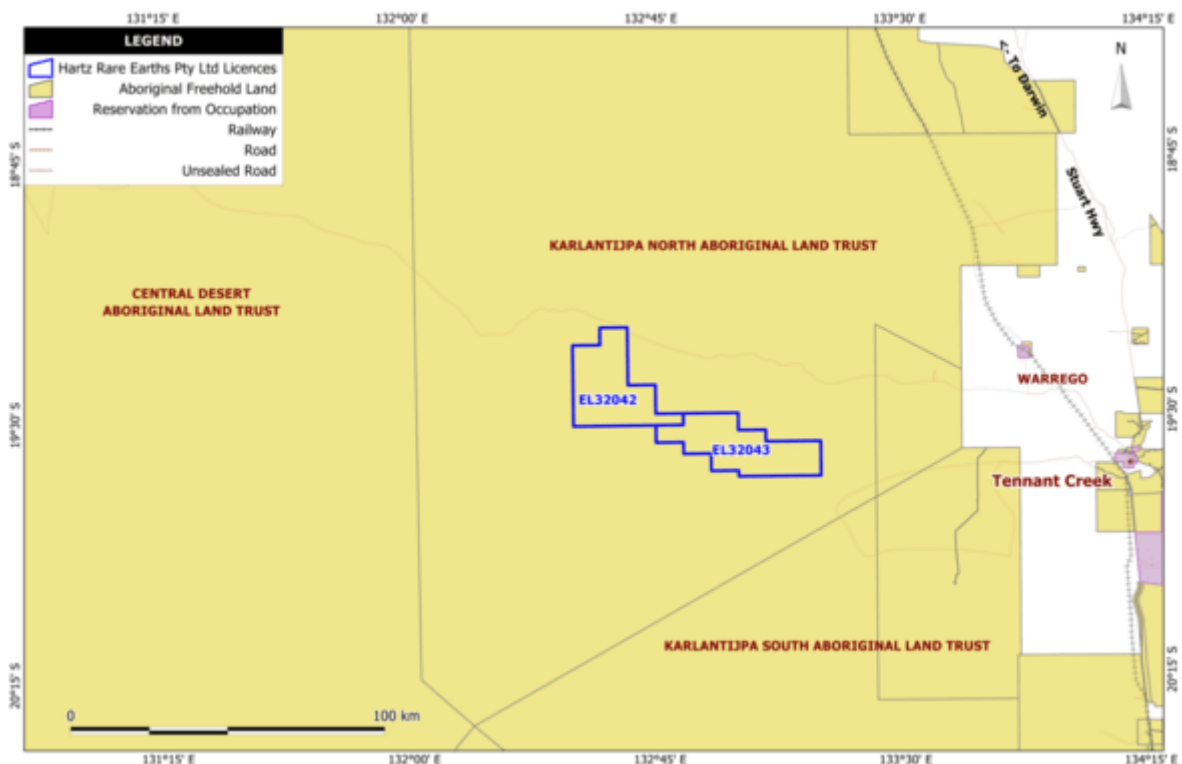 131°15' E
132°00' E
132°45' E
133°30' E
134°15' E
LEGEND
Hartz Rare Earths Pty Ltd Licences
Aboriginal Freehold Land
Reservation from Occupation
Railway
Road
Unsealed Road
N
<- To Darwin
Stuart Hwy
18°45' S
18°45' S
KARLANTIJPA NORTH ABORIGINAL LAND TRUST
CENTRAL DESERT
ABORIGINAL LAND TRUST
WARREGO
EL32042
19°30' S
19°30' S
EL32043
Tennant Creek
KARLANTIJPA SOUTH ABORIGINAL LAND TRUST
20°15' S
20°15' S
0
100 km
131°15' E
132°00' E
132°45' E
133°30' E
134°15' E